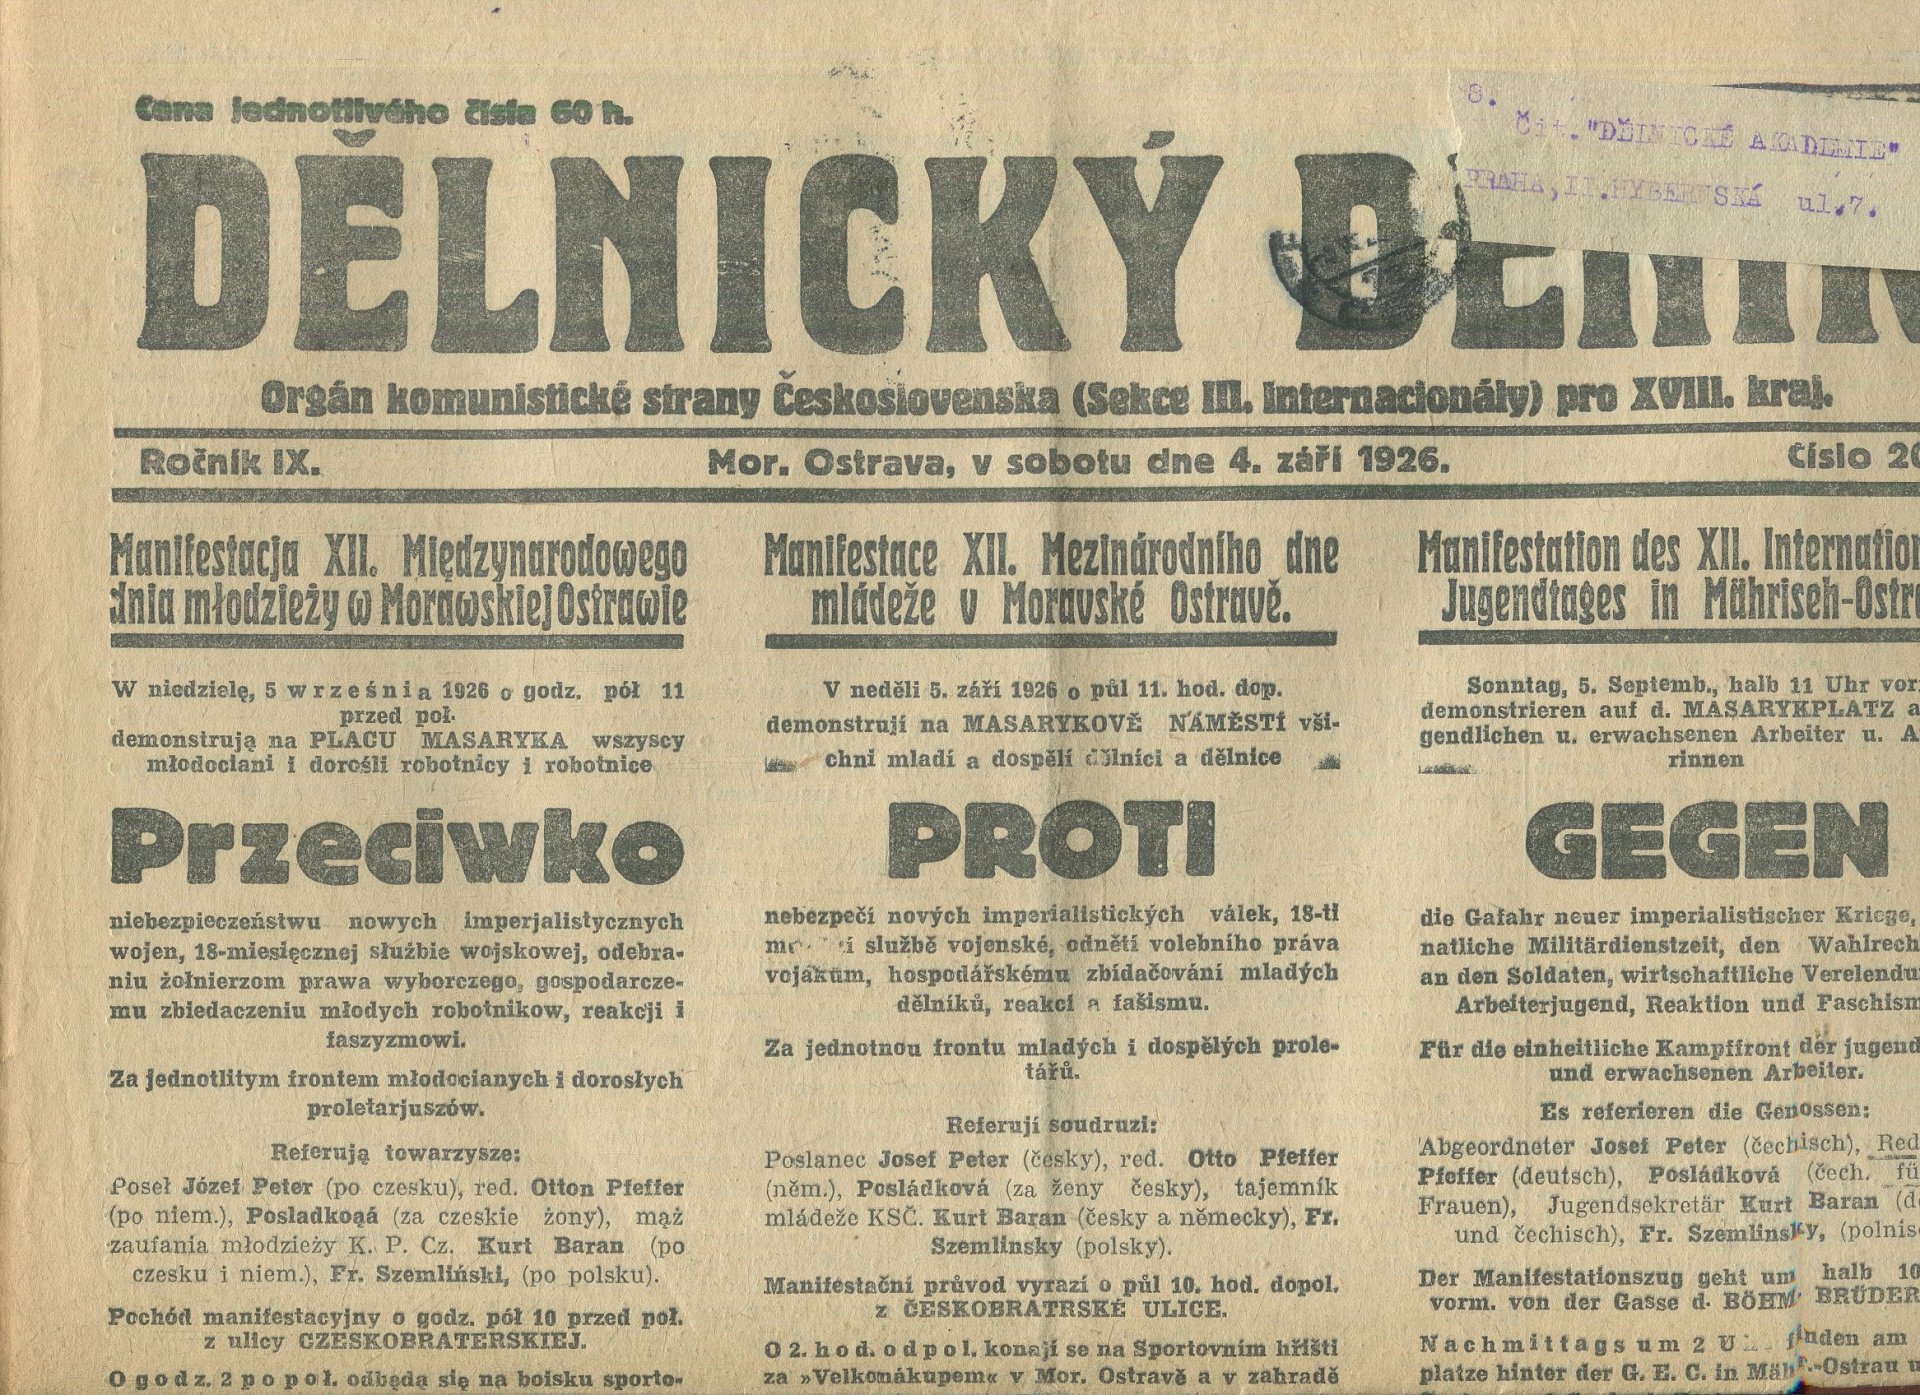 Cena jednotlivého čísla 60 h.
8.
Čit. "DĚLNICKÉ AKADEMIE"
PRAHA, II. HYBERNSKÁ ul. 7.
DĚLNICKÝ
Orgán komunistické strany Československa (Sekce III. Internacionály) pro XVIII. kraj.
Ročník IX.
Mor. Ostrava, v sobotu dne 4. září 1926.
Číslo 20
Manifestacja XII. Międzynarodowego
dnia młodzieży w Morawskiej Ostrawie
W niedzielę, 5 września 1926 o godz. pół 11
przed poł.
demonstrują na PLACU MASARYKA wszyscy
młodociani i dorośli robotnicy i robotnice
Przeciwko
niebezpieczeństwu nowych imperjalistycznych
wojen, 18-miesięcznej służbie wojskowej, odebra-
niu żołnierzom prawa wyborczego, gospodarcze-
mu zbiedaczeniu młodych robotnikow, reakcji i
faszyzmowi.
Za jednotlitym frontem młodocianych i dorosłych
proletarjuszów.
Referują towarzysze:
Poseł Józef Peter (po czesku), red. Otton Pfeffer
(po niem.), Posladkoąá (za czeskie żony), mąż
zaufania młodzieży K. P. Cz. Kurt Baran (po
czesku i niem.), Fr. Szemliński, (po polsku).
Pochód manifestacyjny o godz. pół 10 przed poł.
z ulicy CZESKOBRATERSKIEJ.
O godz. 2 popoł. odbędą się na boisku sporto-
Manifestace XII. Mezinárodního dne
mládeže v Moravské Ostravě.
V neděli 5. září 1926 o půl 11. hod. dop.
demonstrují na MASARYKOVĚ NÁMĚSTÍ vši-
chni mladí a dospělí dělníci a dělnice
PROTI
nebezpečí nových imperialistických válek, 18-ti
službě vojenské, odnětí volebního práva
vojákům, hospodářskému zbídačování mladých
dělníků, reakcí a fašismu.
Za jednotnou frontu mladých i dospělých prole-
tářů.
Referují soudruzi:
Poslanec Josef Peter (česky), red. Otto Pfeffer
(něm.), Posládková (za ženy česky), tajemník
mládeže KSČ. Kurt Baran (česky a německy), Fr.
Szemlinsky (polsky).
Manifestační průvod vyrazí o půl 10. hod. dopol.
z ČESKOBRATRSKÉ ULICE.
O 2. hod. odpol. konají se na Sportovním hřišti
za »Velkonákupem« v Mor. Ostravě a v zahradě
Manifestation des XII. Internation
Jugendtages in Mähriseh-Ostr
Sonntag, 5. Septemb., halb 11 Uhr vor
demonstrieren auf d. MASARYKPLATZ a
gendlichen u. erwachsenen Arbeiter u. A
rinnen
GEGEN
die Gafahr neuer imperialistischer Kriege,
natliche Militärdienstzeit, den Wahlrech
an den Soldaten, wirtschaftliche Verelendu
Arbeiterjugend, Reaktion und Faschism
Für die einheitliche Kampffront der jugend
und erwachsenen Arbeiter.
Es referieren die Genossen:
Abgeordneter Josef Peter (čechisch), Red
Pfeffer (deutsch), Posládková (čech. fü
Frauen), Jugendsekretär Kurt Baran (d
und čechisch), Fr. Szemlinsky, (polnis
Der Manifestationszug geht um halb 10
vorm. von der Gasse d. BÖHM BRÜDER
Nachmittags um 2 U finden am
platze hinter der G. E. C. in Mähr.-Ostrau u